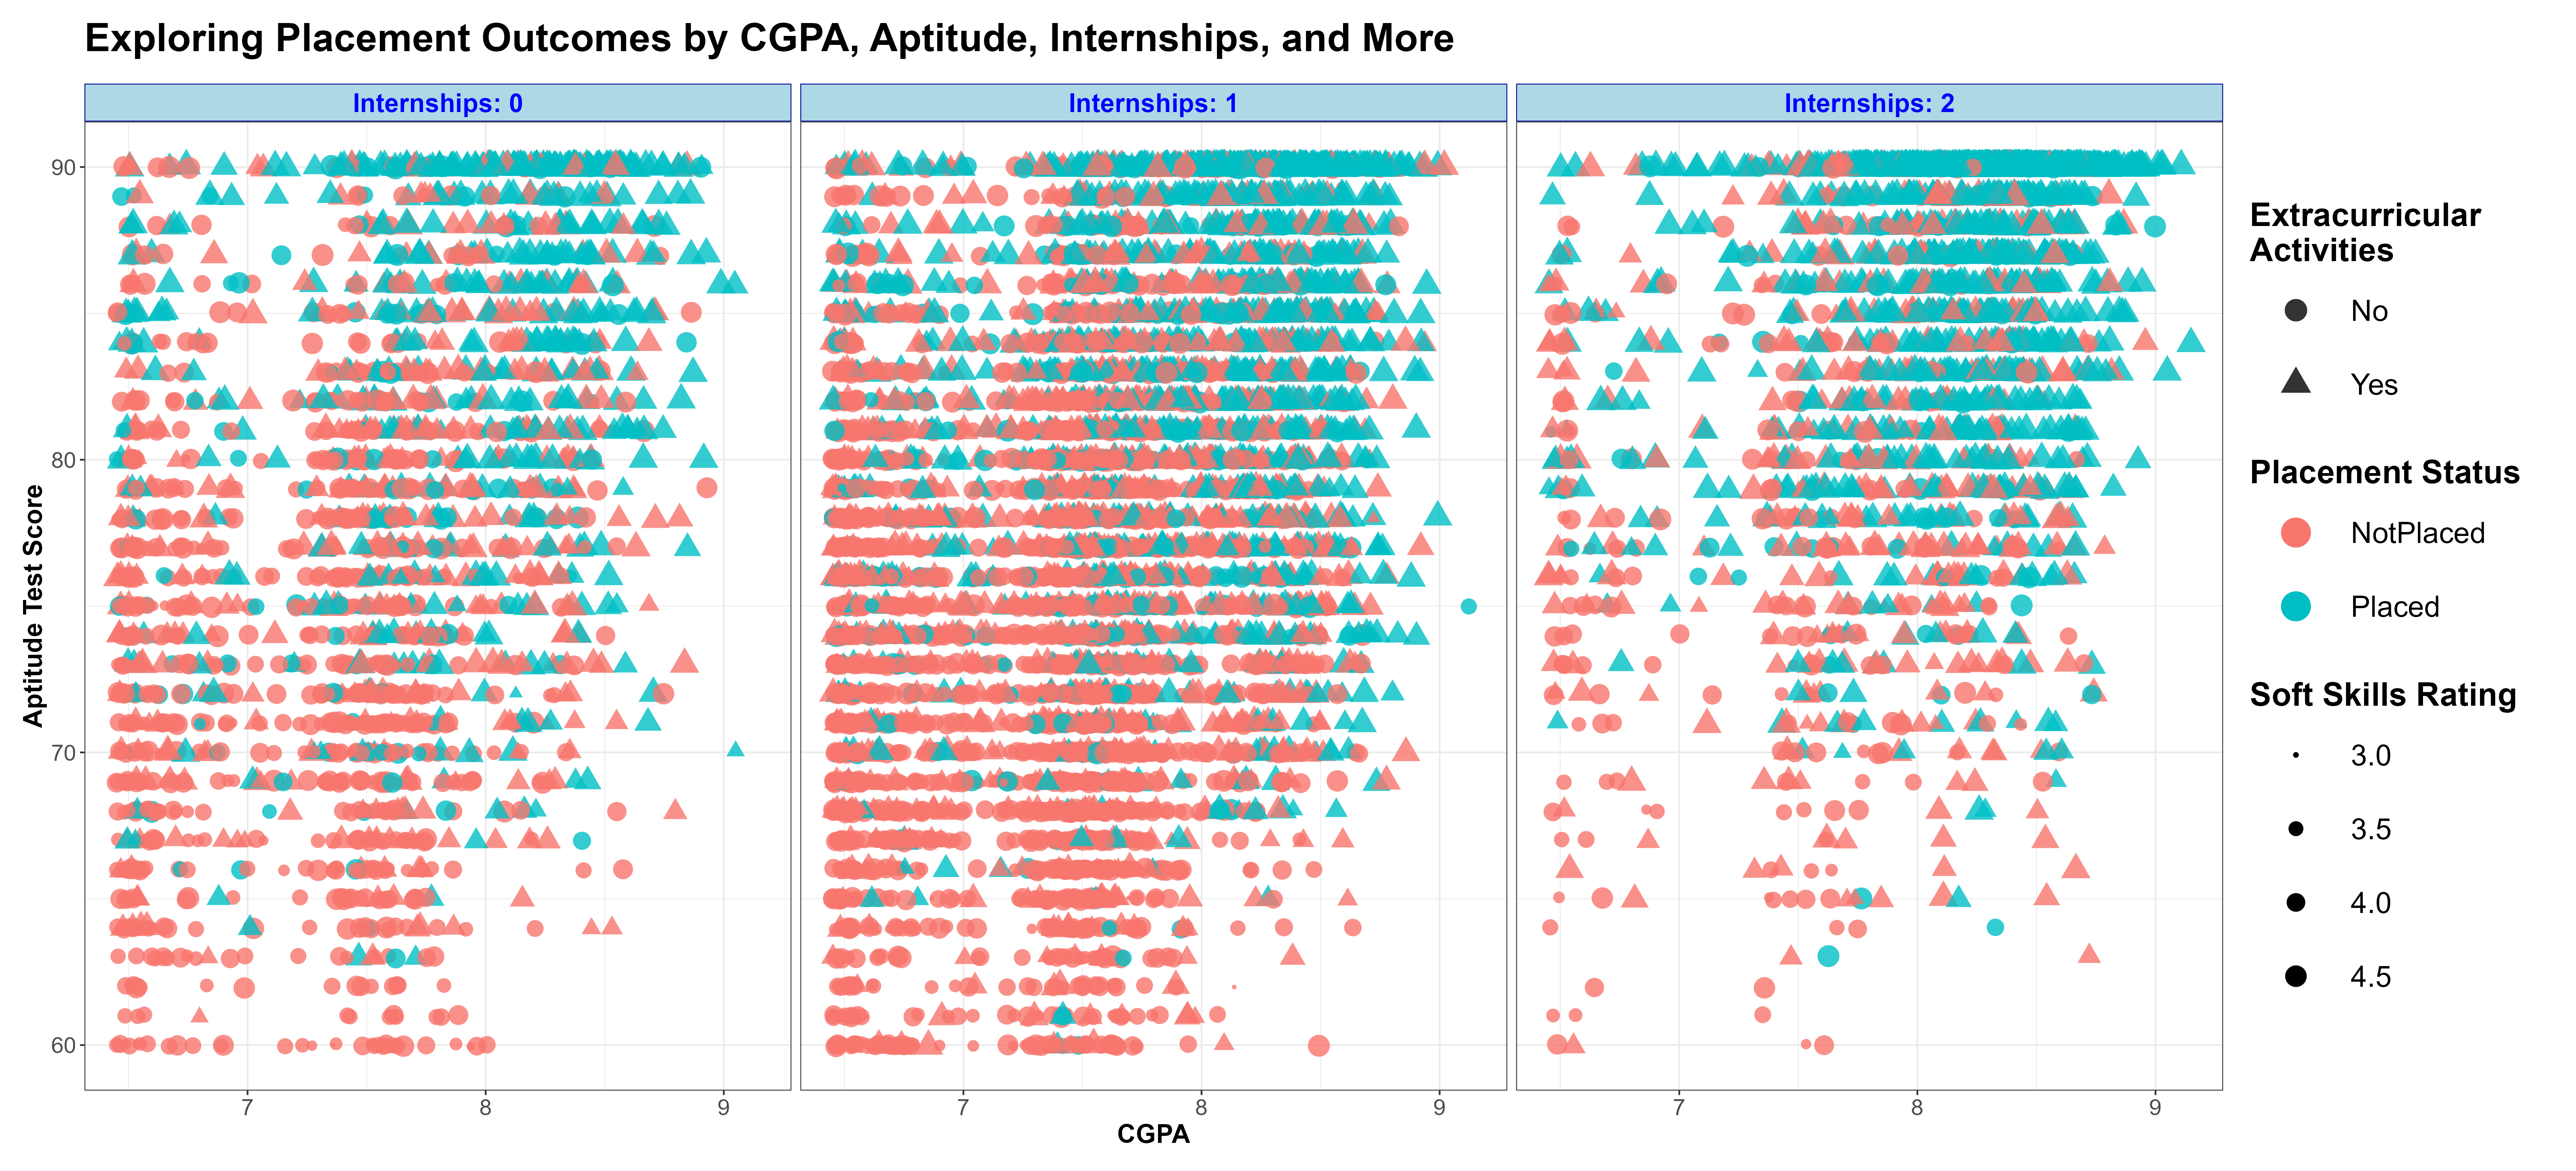 Exploring Placement Outcomes by CGPA, Aptitude, Internships, and More
Internships: 0
Internships: 1
Internships: 2
Aptitude Test Score
90
80
70
60
7
8
9
7
8
9
7
8
9
CGPA
Extracurricular
Activities
No
Yes
Placement Status
NotPlaced
Placed
Soft Skills Rating
3.0
3.5
4.0
4.5